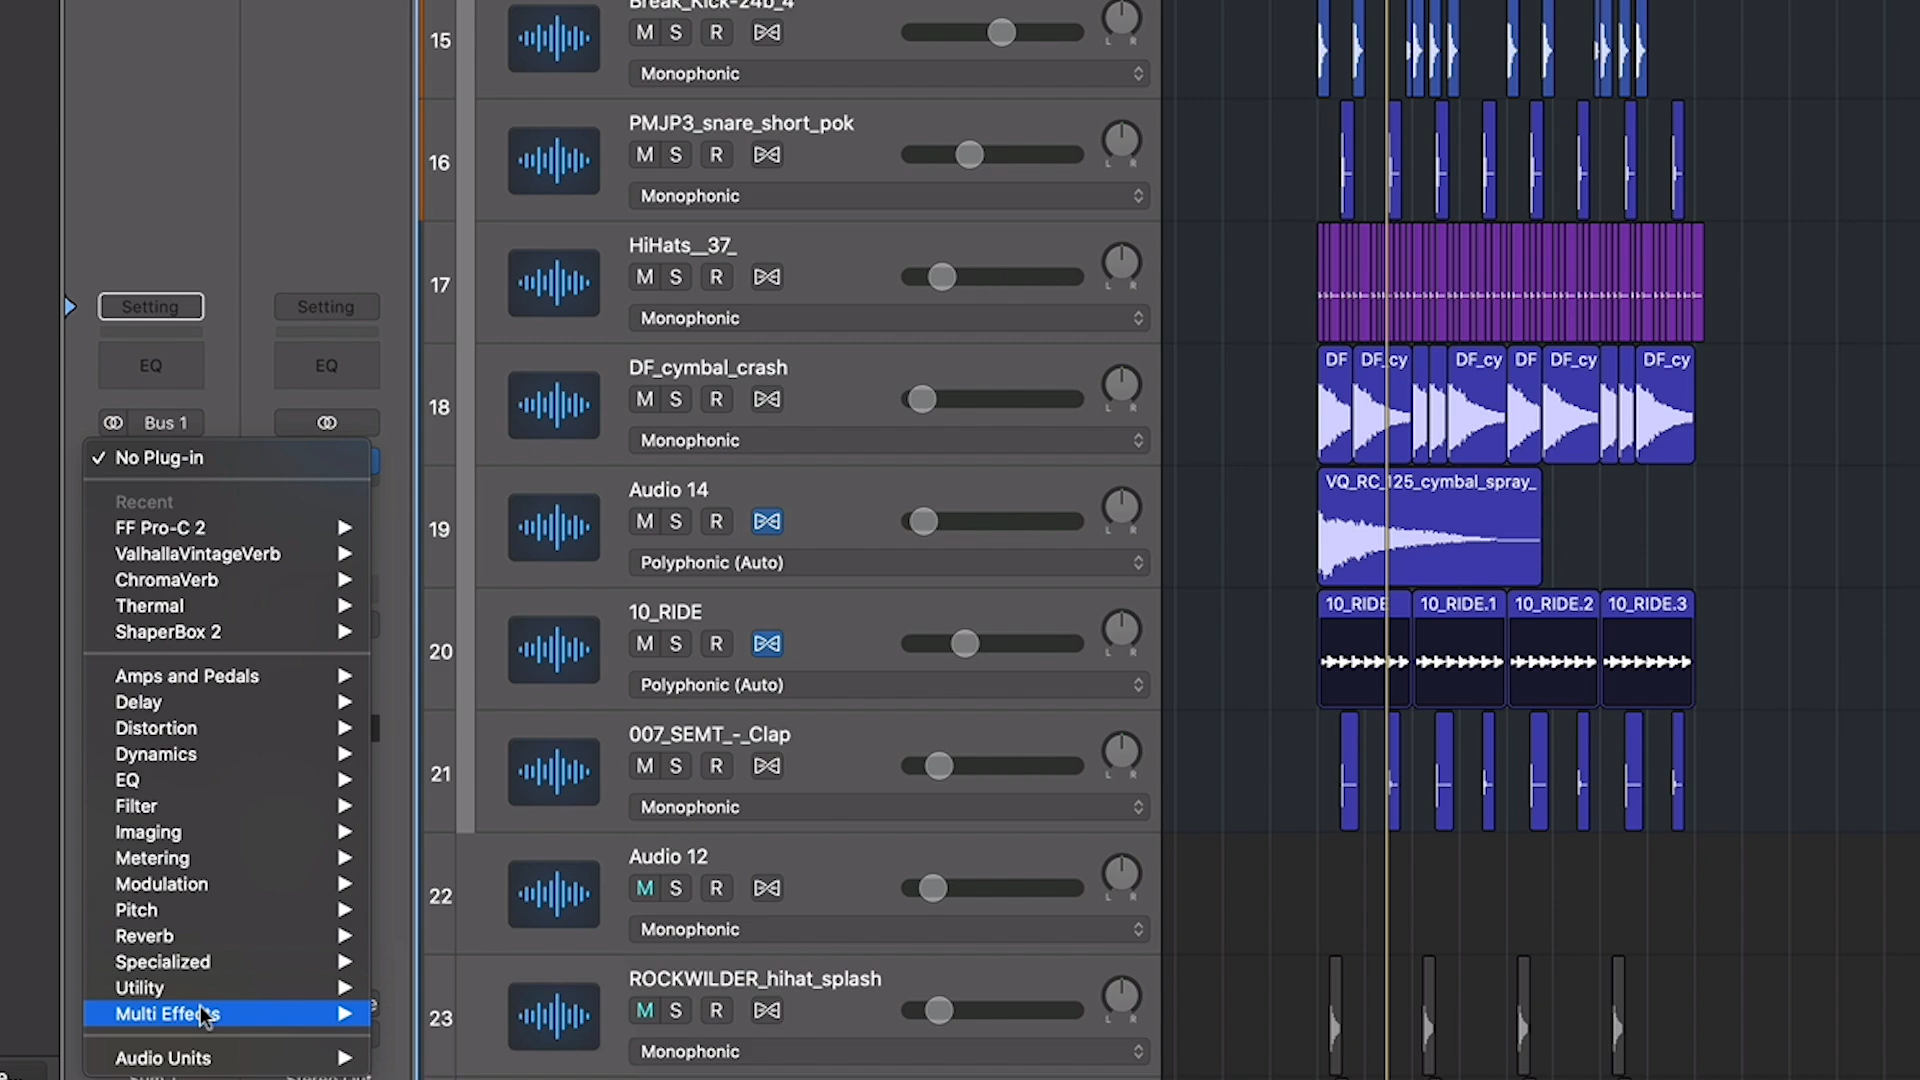 Break_Kick-24b_4
15
M S R
L R
Monophonic
PMJP3_snare_short_pok
16
M S R
L R
Monophonic
HiHats__37_
17
M S R
L R
Monophonic
Setting
Setting
EQ
EQ
Bus 1
DF_cymbal_crash
18
M S R
L R
Monophonic
DF DF_cy DF_cy DF DF_cy DF_cy
No Plug-in
Recent
FF Pro-C 2
ValhallaVintageVerb
ChromaVerb
Thermal
ShaperBox 2
Amps and Pedals
Delay
Distortion
Dynamics
EQ
Filter
Imaging
Metering
Modulation
Pitch
Reverb
Specialized
Utility
Multi Effects
Audio Units
Audio 14
19
M S R
L R
Polyphonic (Auto)
VQ_RC_125_cymbal_spray_
10_RIDE
20
M S R
L R
Polyphonic (Auto)
10_RIDE 10_RIDE.1 10_RIDE.2 10_RIDE.3
007_SEMT_-_Clap
21
M S R
L R
Monophonic
Audio 12
22
M S R
L R
Monophonic
ROCKWILDER_hihat_splash
23
M S R
L R
Monophonic